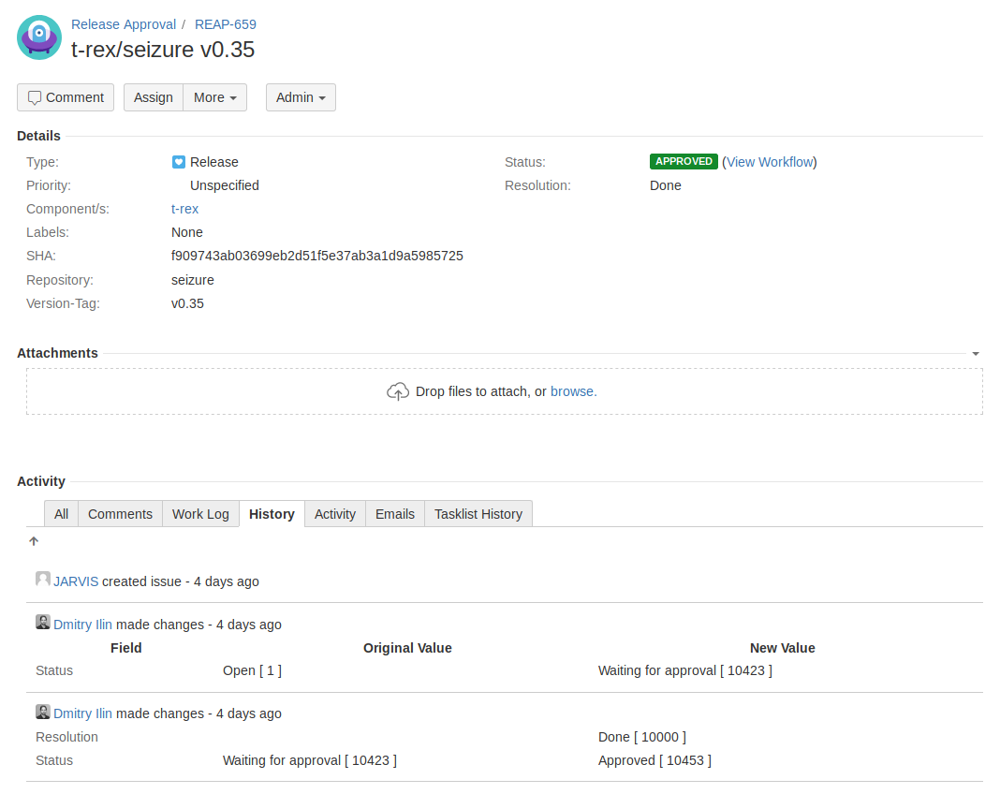 Release Approval / REAP-659
t-rex/seizure v0.35
Comment Assign More Admin
Details
Type: Release Status: APPROVED (View Workflow)
Priority: Unspecified Resolution: Done
Component/s: t-rex
Labels: None
SHA: f909743ab03699eb2d51f5e37ab3a1d9a5985725
Repository: seizure
Version-Tag: v0.35
Attachments
Drop files to attach, or browse.
Activity
All Comments Work Log History Activity Emails Tasklist History
JARVIS created issue - 4 days ago
Dmitry Ilin made changes - 4 days ago
Field Original Value New Value
Status Open [ 1 ] Waiting for approval [ 10423 ]
Dmitry Ilin made changes - 4 days ago
Resolution Done [ 10000 ]
Status Waiting for approval [ 10423 ] Approved [ 10453 ]